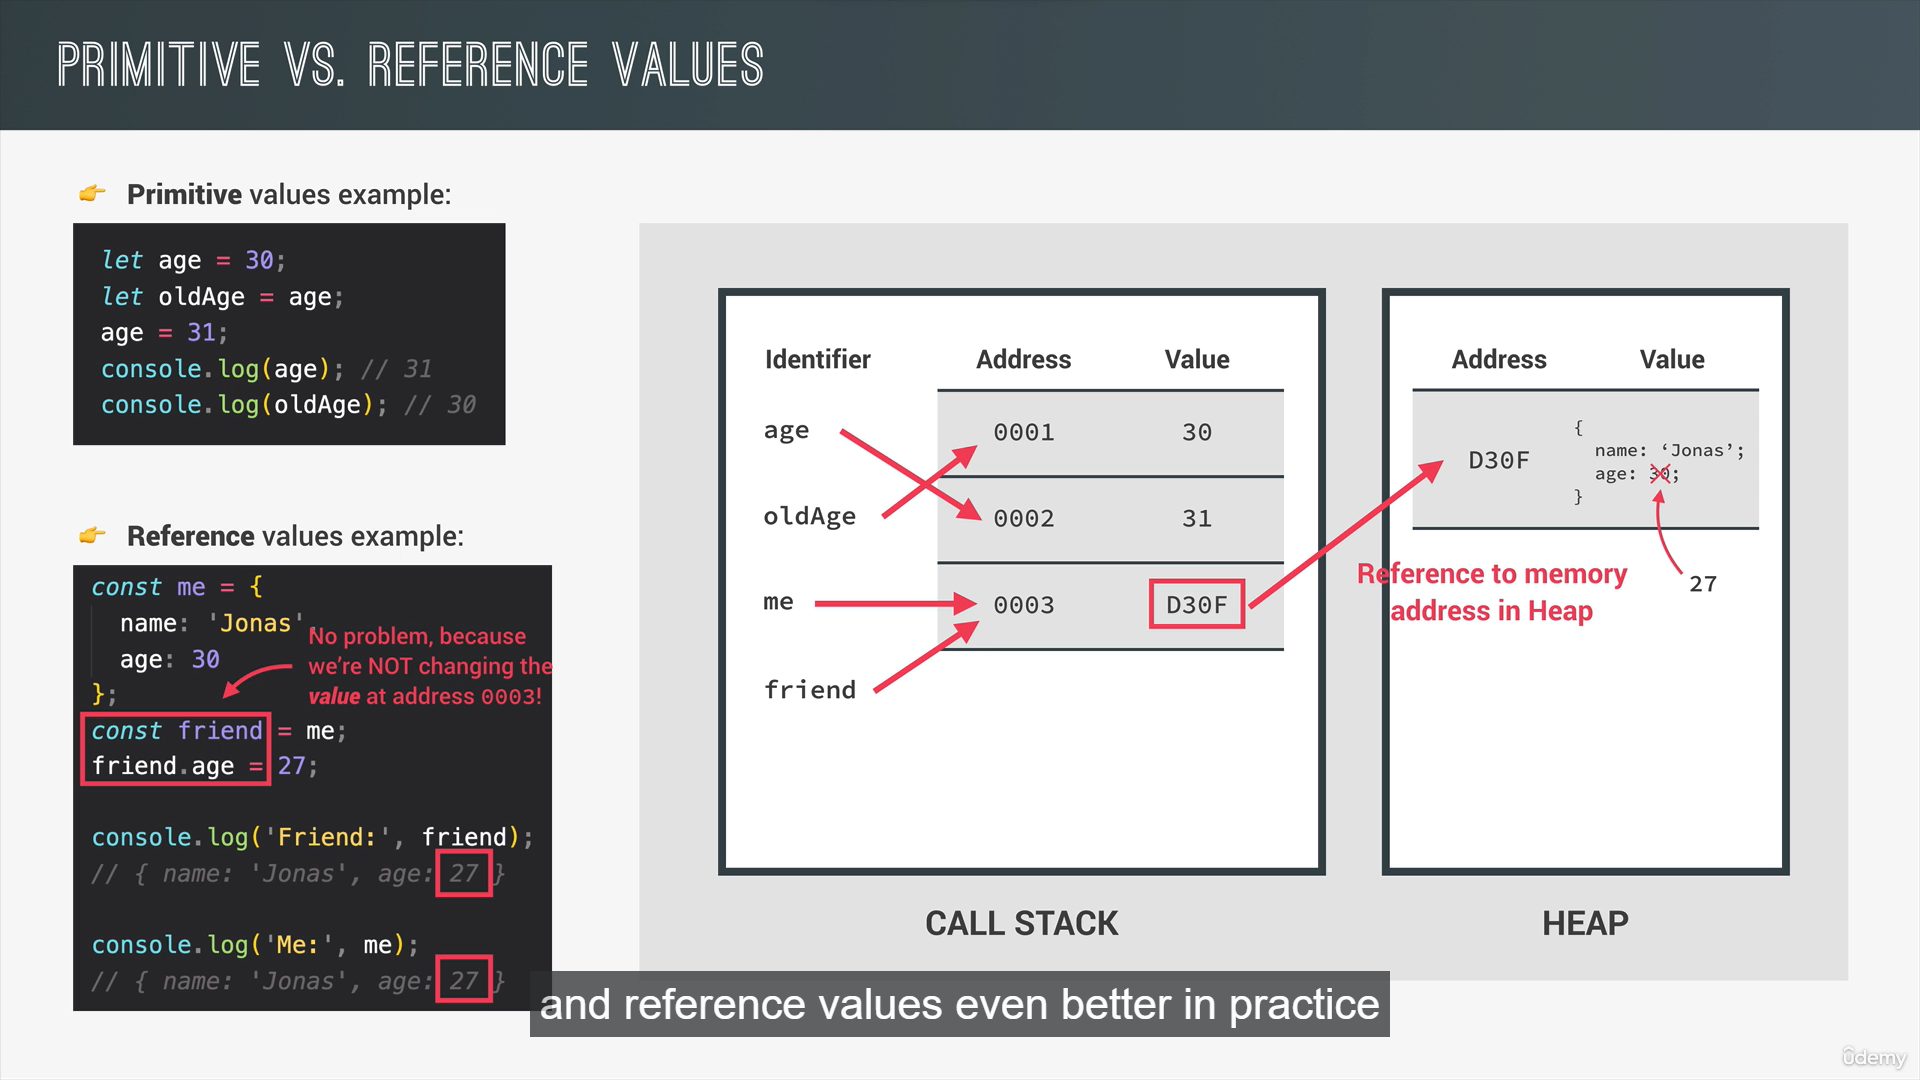 PRIMITIVE VS. REFERENCE VALUES
Primitive values example:
let age = 30;
let oldAge = age;
age = 31;
console.log(age); // 31
console.log(oldAge); // 30
Reference values example:
const me = {
name: 'Jonas',
age: 30
};
const friend = me;
friend.age = 27;
console.log('Friend:', friend);
// { name: 'Jonas', age: 27 }
console.log('Me:', me);
// { name: 'Jonas', age: 27 }
No problem, because
we're NOT changing the
value at address 0003!
Identifier Address Value
age 0001 30
oldAge 0002 31
me 0003 D30F
friend
CALL STACK
Address Value
D30F
{
name: ‘Jonas’;
age: 30;
}
27
Reference to memory
address in Heap
HEAP
and reference values even better in practice
ûdemy